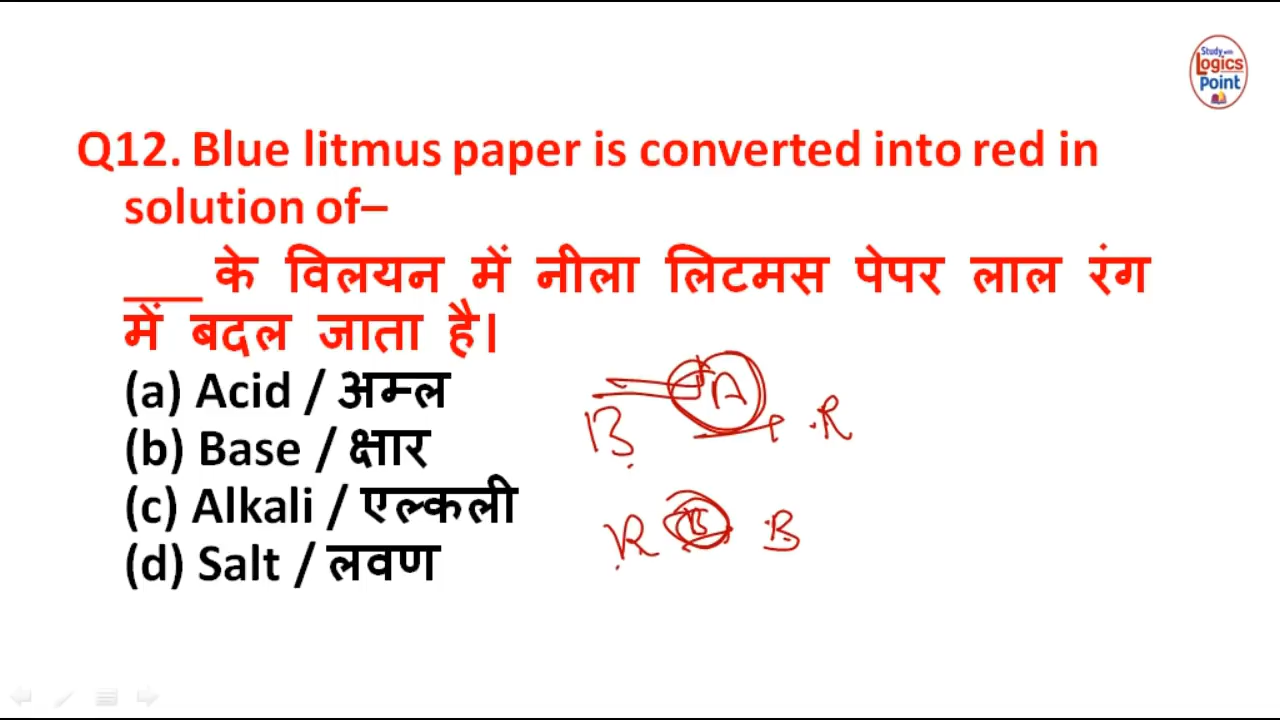 Study with
Logics
Point
Q12. Blue litmus paper is converted into red in
solution of–
___ के विलयन में नीला लिटमस पेपर लाल रंग
में बदल जाता है।
(a) Acid / अम्ल
(b) Base / क्षार
(c) Alkali / एल्कली
(d) Salt / लवण
B A R
R B B